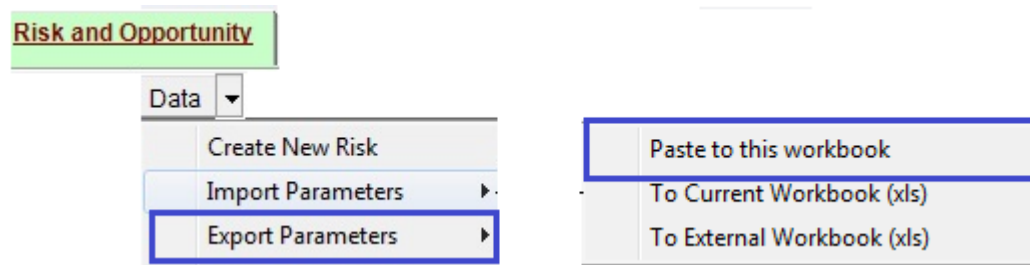 Risk and Opportunity
Data
Create New Risk
Import Parameters
Export Parameters
Paste to this workbook
To Current Workbook (xls)
To External Workbook (xls)